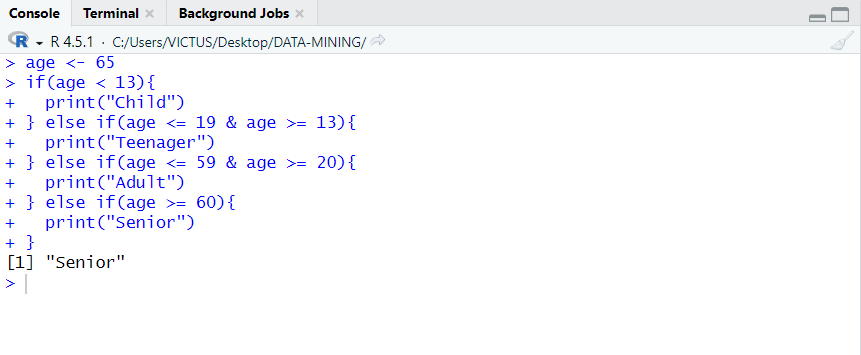 Console Terminal Background Jobs
R R 4.5.1 · C:/Users/VICTUS/Desktop/DATA-MINING/
> age <- 65
> if(age < 13){
+   print("Child")
+ } else if(age <= 19 & age >= 13){
+   print("Teenager")
+ } else if(age <= 59 & age >= 20){
+   print("Adult")
+ } else if(age >= 60){
+   print("Senior")
+ }
[1] "Senior"
>